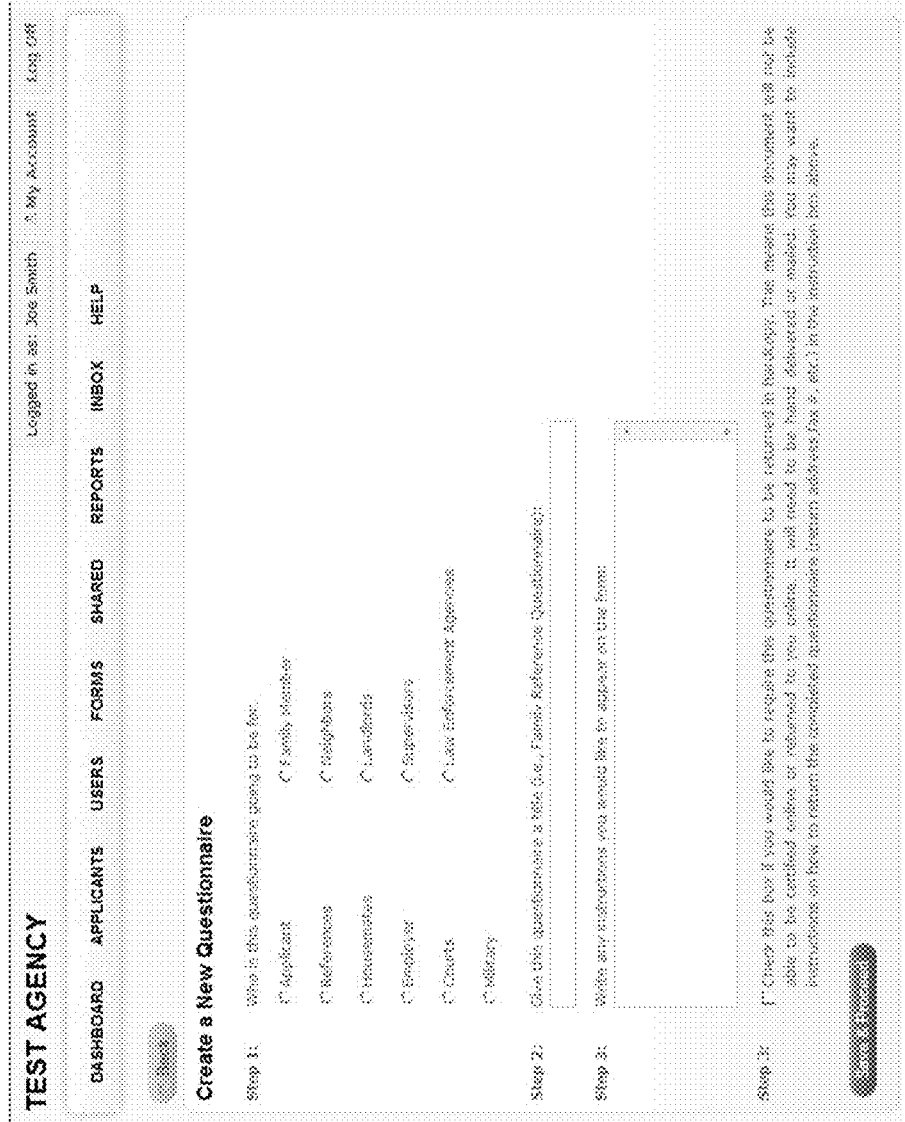 TEST AGENCY
Logged in as: Joe Smith My Account Log Off
DASHBOARD APPLICANTS USERS FORMS SHARED REPORTS INBOX HELP
Create a New Questionnaire
Step 1: Who is this questionnaire going to be for:
Applicant Family Member
References Neighbors
Housemates Landlords
Employer Supervisors
Courts Law Enforcement Agencies
Military
Step 2: Give this questionnaire a title (i.e., Family Reference Questionnaire):
Step 3: Write any instructions you would like to appear on the form:
Step 3: Check this box if you would like to require this questionnaire to be returned in hardcopy. This means this document will not be
able to be certified online or returned to you online. It will need to be hand delivered or mailed. You may want to include
instructions on how to return the completed questionnaire (return address, fax #, etc.) in the instruction box above.